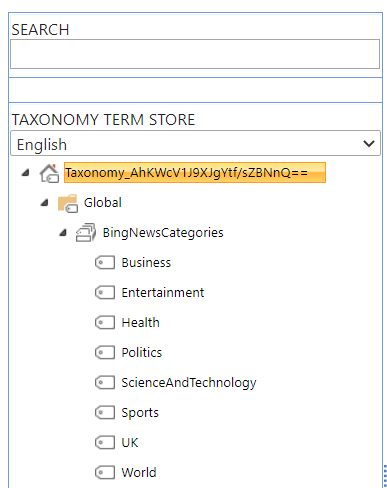 SEARCH
TAXONOMY TERM STORE
English
Taxonomy_AhKWcV1J9XJgYtf/sZBNnQ==
Global
BingNewsCategories
Business
Entertainment
Health
Politics
ScienceAndTechnology
Sports
UK
World